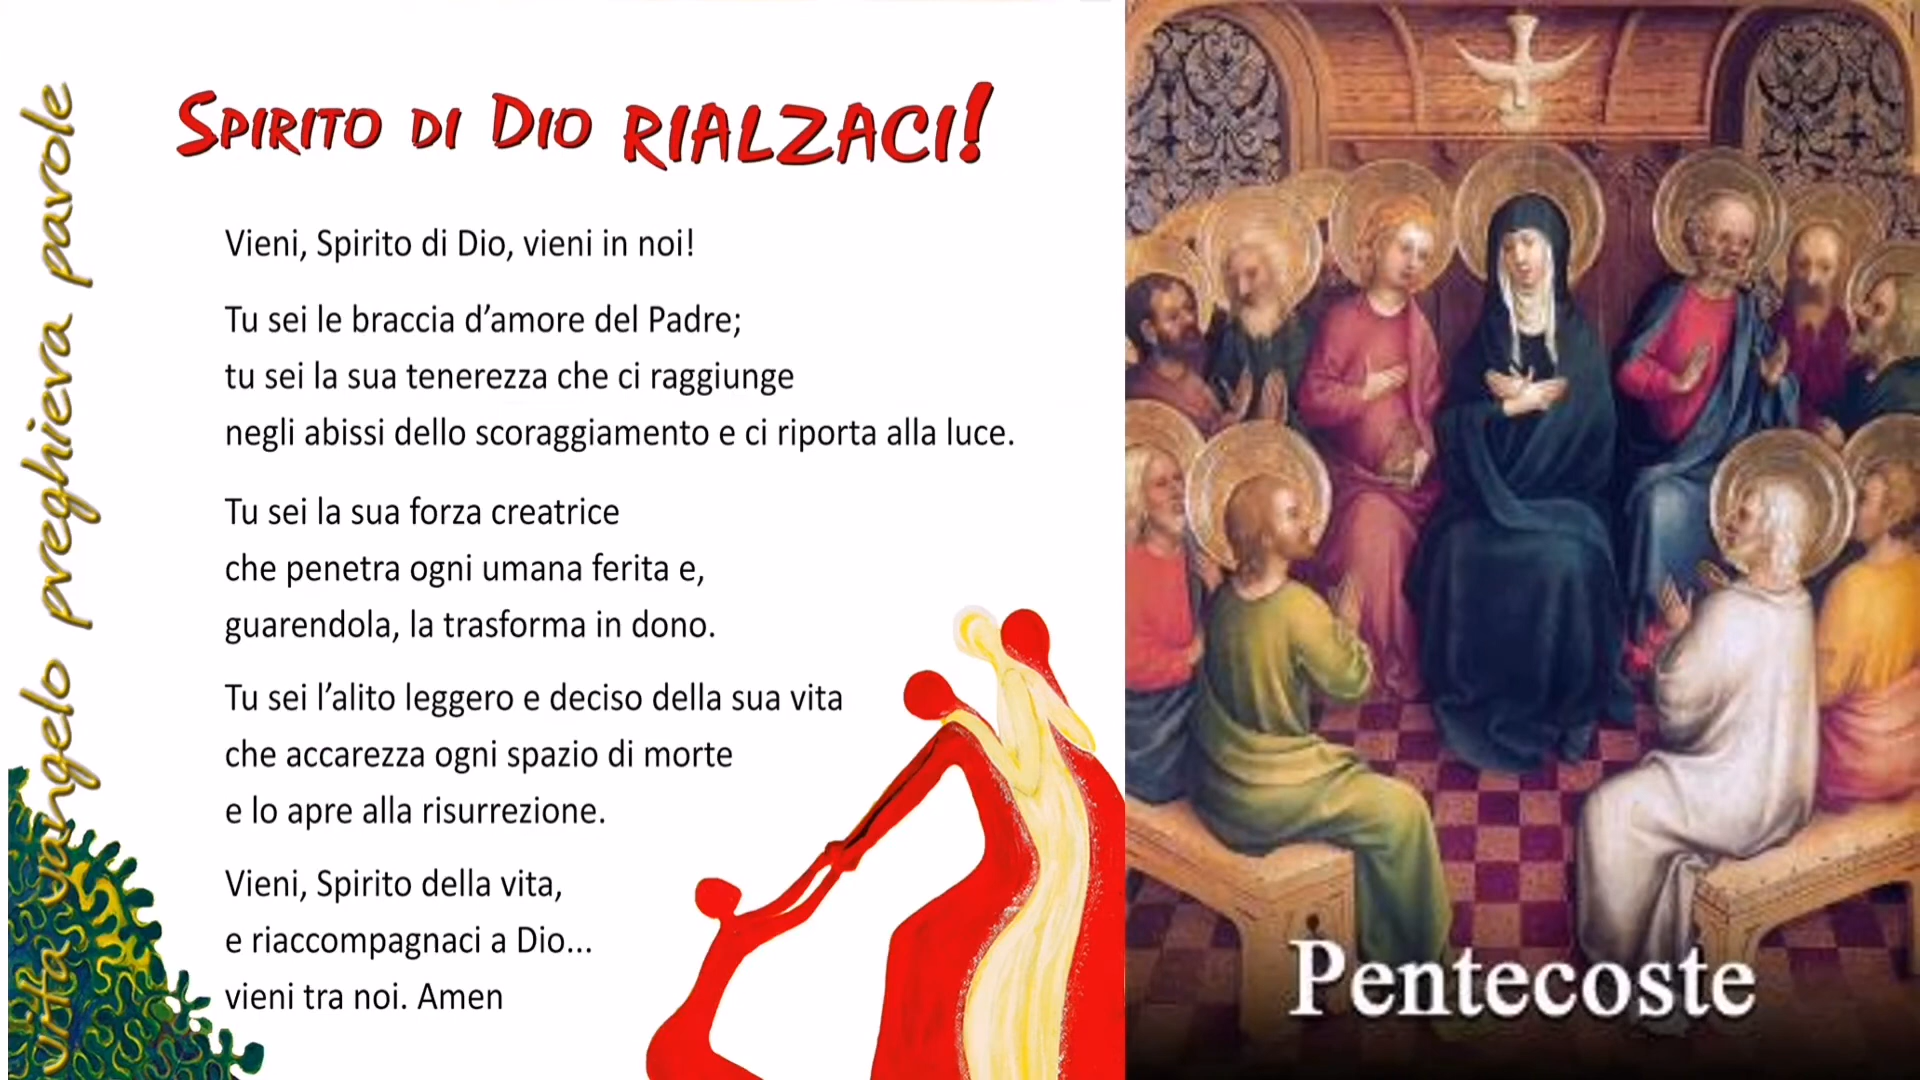 SPIRITO DI DIO RIALZACI!
Vieni, Spirito di Dio, vieni in noi!
Tu sei le braccia d’amore del Padre;
tu sei la sua tenerezza che ci raggiunge
negli abissi dello scoraggiamento e ci riporta alla luce.
Tu sei la sua forza creatrice
che penetra ogni umana ferita e,
guarendola, la trasforma in dono.
Tu sei l’alito leggero e deciso della sua vita
che accarezza ogni spazio di morte
e lo apre alla risurrezione.
Vieni, Spirito della vita,
e riaccompagnaci a Dio...
vieni tra noi. Amen
vita vangelo preghiera parole
Pentecoste